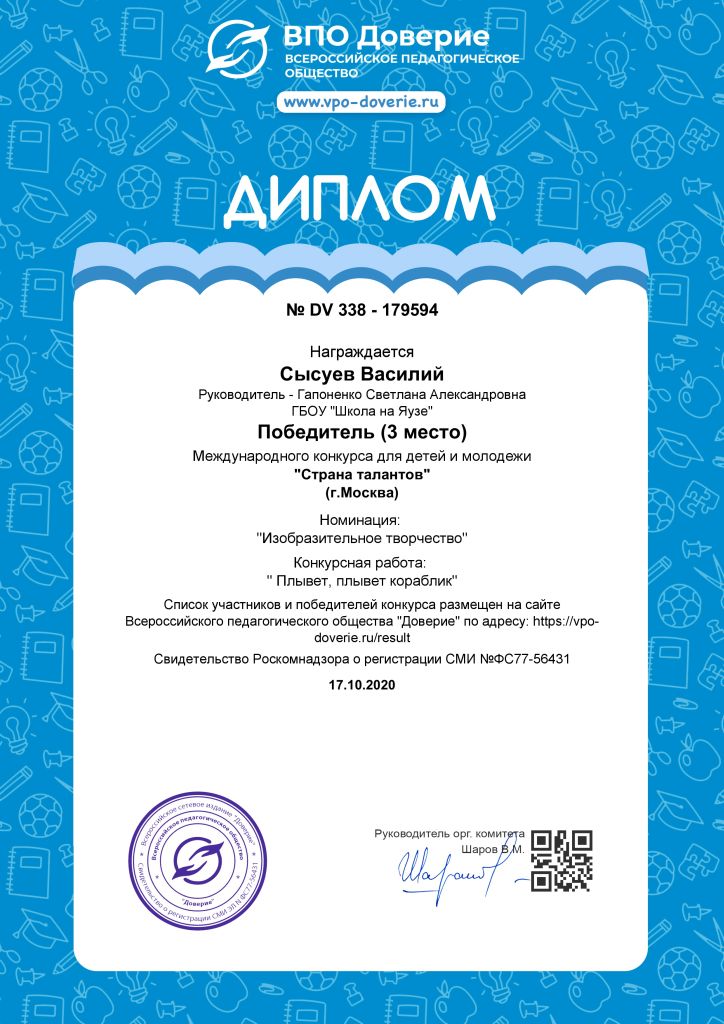 ВПО Доверие
ВСЕРОССИЙСКОЕ ПЕДАГОГИЧЕСКОЕ
ОБЩЕСТВО
www.vpo-doverie.ru
ДИПЛОМ
№ DV 338 - 179594
Награждается
Сысуев Василий
Руководитель - Гапоненко Светлана Александровна
ГБОУ "Школа на Яузе"
Победитель (3 место)
Международного конкурса для детей и молодежи
"Страна талантов"
(г.Москва)
Номинация:
"Изобразительное творчество"
Конкурсная работа:
" Плывет, плывет кораблик"
Список участников и победителей конкурса размещен на сайте
Всероссийского педагогического общества "Доверие" по адресу: https://vpo-
doverie.ru/result
Свидетельство Роскомнадзора о регистрации СМИ №ФС77-56431
17.10.2020
Всероссийское сетевое издание "Доверие"
Всероссийское педагогическое общество
"Доверие"
Свидетельство о регистрации СМИ ЭЛ N ФС77-56431
Руководитель орг. комитета
Шаров В.М.